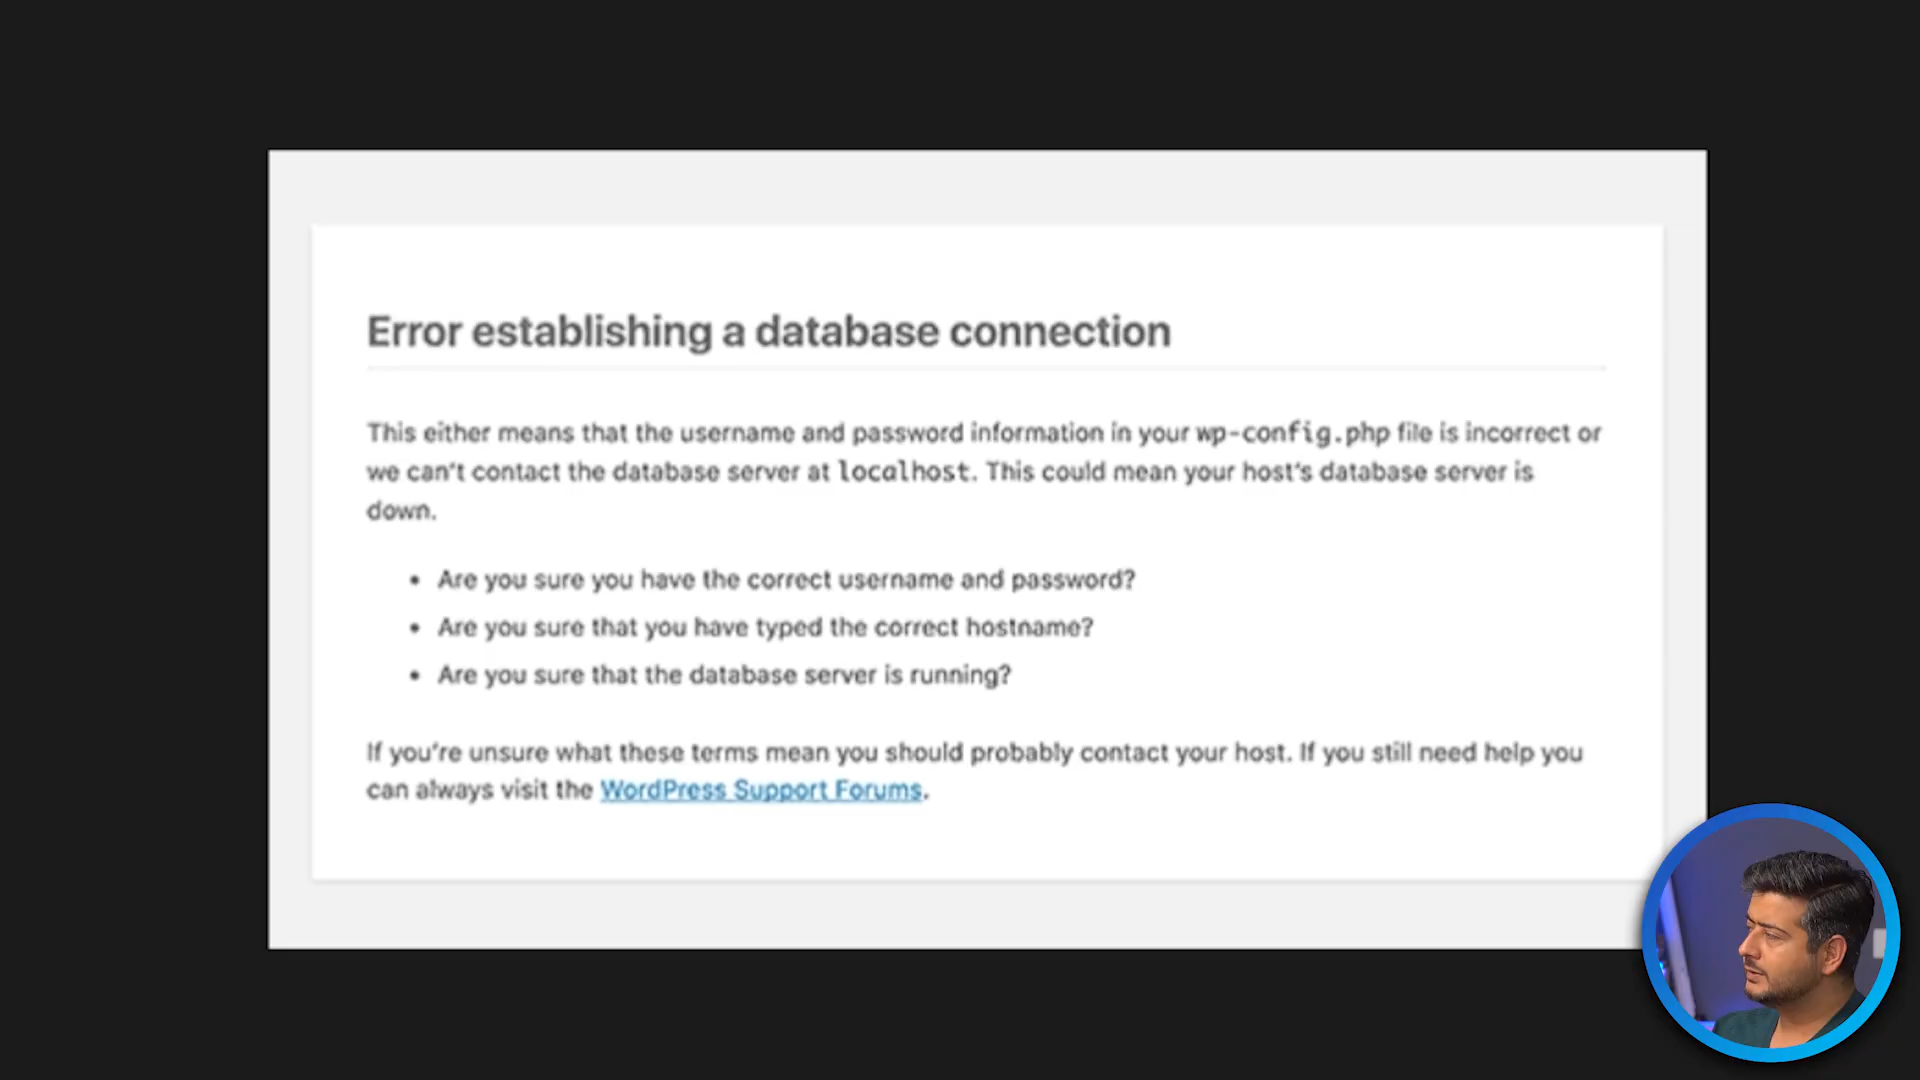 Error establishing a database connection
This either means that the username and password information in your wp-config.php file is incorrect or
we can't contact the database server at localhost. This could mean your host's database server is
down.
• Are you sure you have the correct username and password?
• Are you sure that you have typed the correct hostname?
• Are you sure that the database server is running?
If you're unsure what these terms mean you should probably contact your host. If you still need help you
can always visit the WordPress Support Forums.